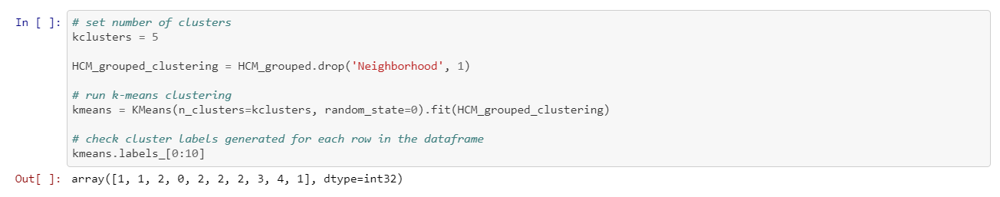 In [ ]: # set number of clusters
kclusters = 5
HCM_grouped_clustering = HCM_grouped.drop('Neighborhood', 1)
# run k-means clustering
kmeans = KMeans(n_clusters=kclusters, random_state=0).fit(HCM_grouped_clustering)
# check cluster labels generated for each row in the dataframe
kmeans.labels_[0:10]
Out[ ]: array([1, 1, 2, 0, 2, 2, 2, 3, 4, 1], dtype=int32)